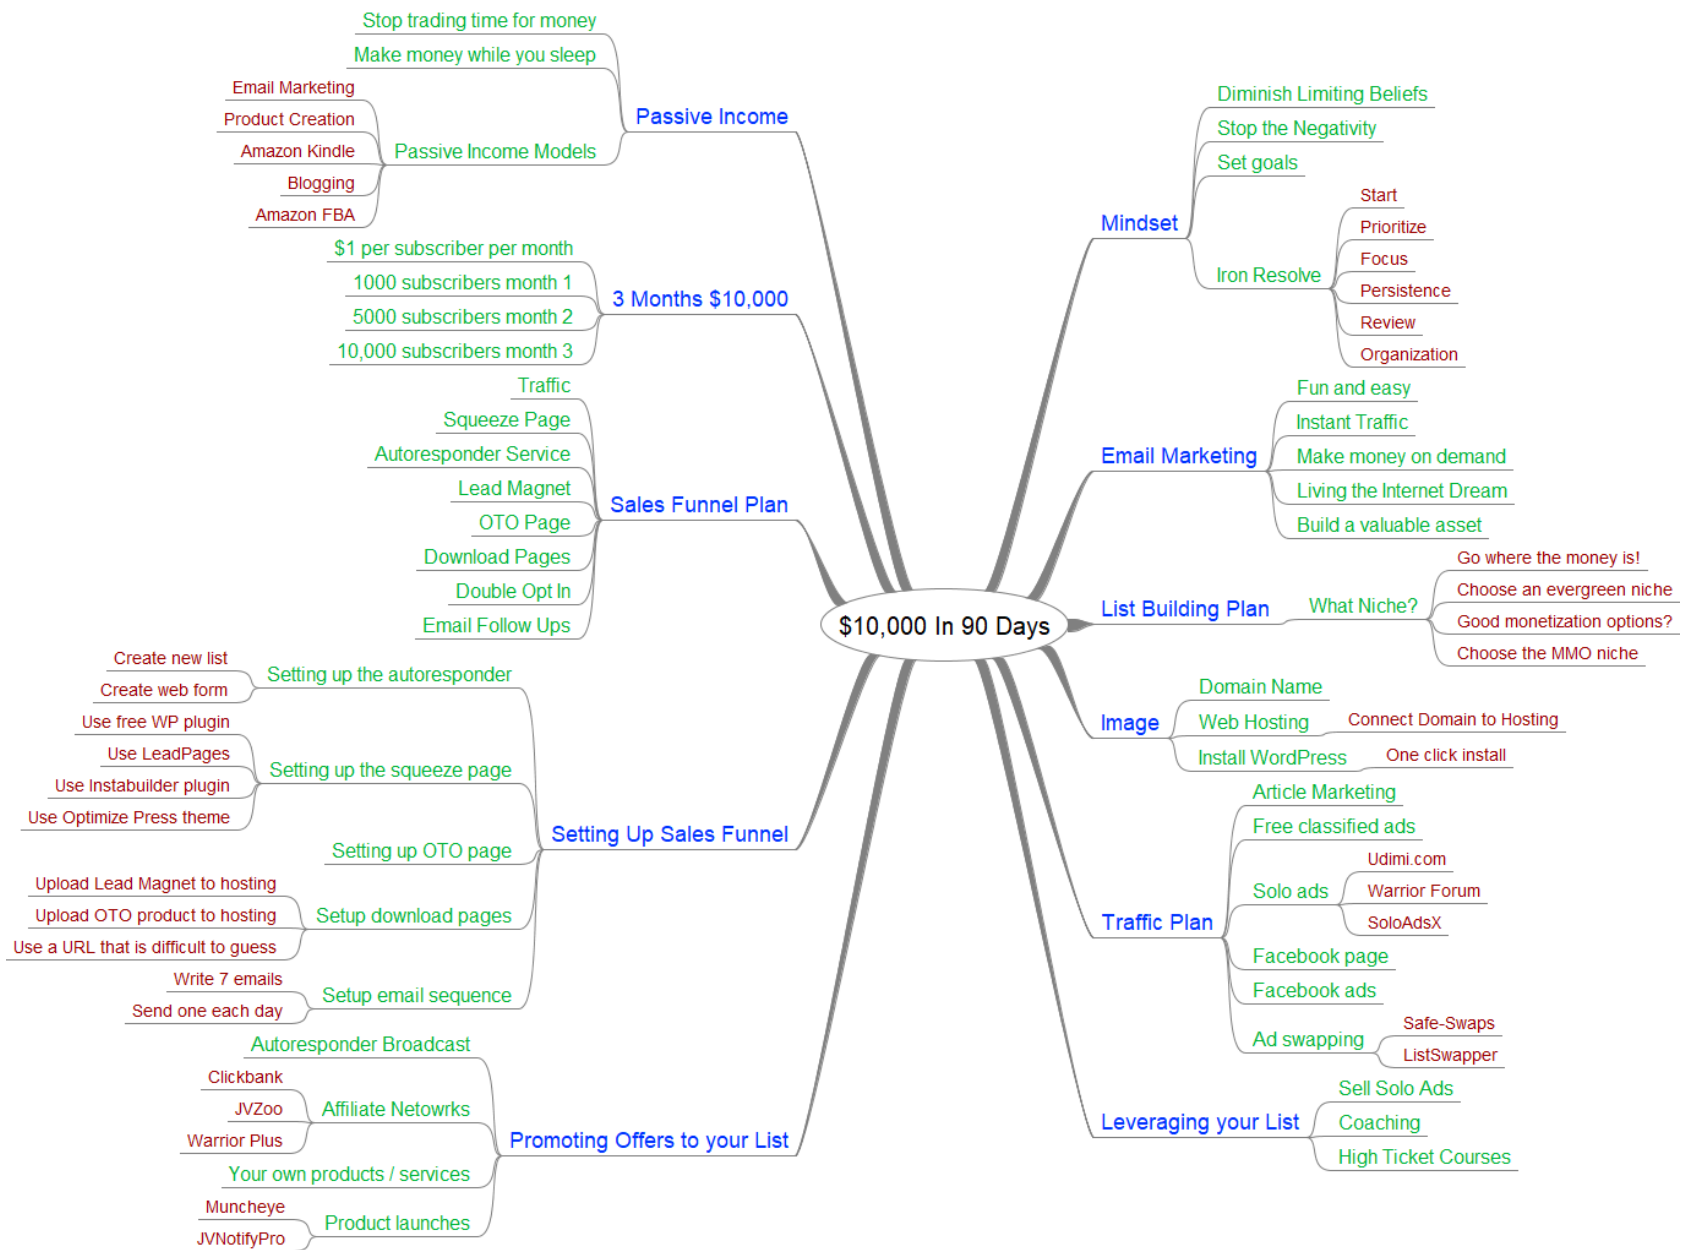 $10,000 In 90 Days
Mindset
Diminish Limiting Beliefs
Stop the Negativity
Set goals
Iron Resolve
Start
Prioritize
Focus
Persistence
Review
Organization
Email Marketing
Fun and easy
Instant Traffic
Make money on demand
Living the Internet Dream
Build a valuable asset
List Building Plan
What Niche?
Go where the money is!
Choose an evergreen niche
Good monetization options?
Choose the MMO niche
Image
Domain Name
Web Hosting
Connect Domain to Hosting
Install WordPress
One click install
Traffic Plan
Article Marketing
Free classified ads
Solo ads
Udimi.com
Warrior Forum
SoloAdsX
Facebook page
Facebook ads
Ad swapping
Safe-Swaps
ListSwapper
Leveraging your List
Sell Solo Ads
Coaching
High Ticket Courses
Passive Income
Stop trading time for money
Make money while you sleep
Passive Income Models
Email Marketing
Product Creation
Amazon Kindle
Blogging
Amazon FBA
3 Months $10,000
$1 per subscriber per month
1000 subscribers month 1
5000 subscribers month 2
10,000 subscribers month 3
Sales Funnel Plan
Traffic
Squeeze Page
Autoresponder Service
Lead Magnet
OTO Page
Download Pages
Double Opt In
Email Follow Ups
Setting Up Sales Funnel
Setting up the autoresponder
Create new list
Create web form
Setting up the squeeze page
Use free WP plugin
Use LeadPages
Use Instabuilder plugin
Use Optimize Press theme
Setting up OTO page
Setup download pages
Upload Lead Magnet to hosting
Upload OTO product to hosting
Use a URL that is difficult to guess
Setup email sequence
Write 7 emails
Send one each day
Promoting Offers to your List
Autoresponder Broadcast
Affiliate Netowrks
Clickbank
JVZoo
Warrior Plus
Your own products / services
Product launches
Muncheye
JVNotifyPro